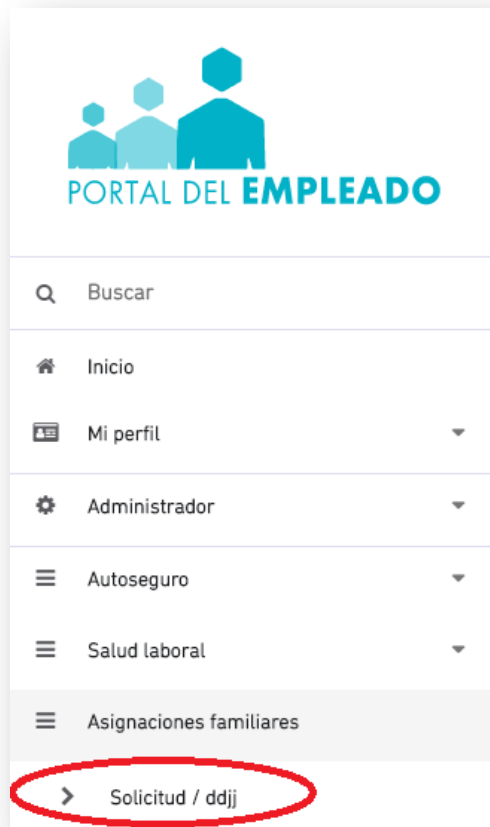 PORTAL DEL EMPLEADO
Buscar
Inicio
Mi perfil
Administrador
Autoseguro
Salud laboral
Asignaciones familiares
Solicitud / ddjj